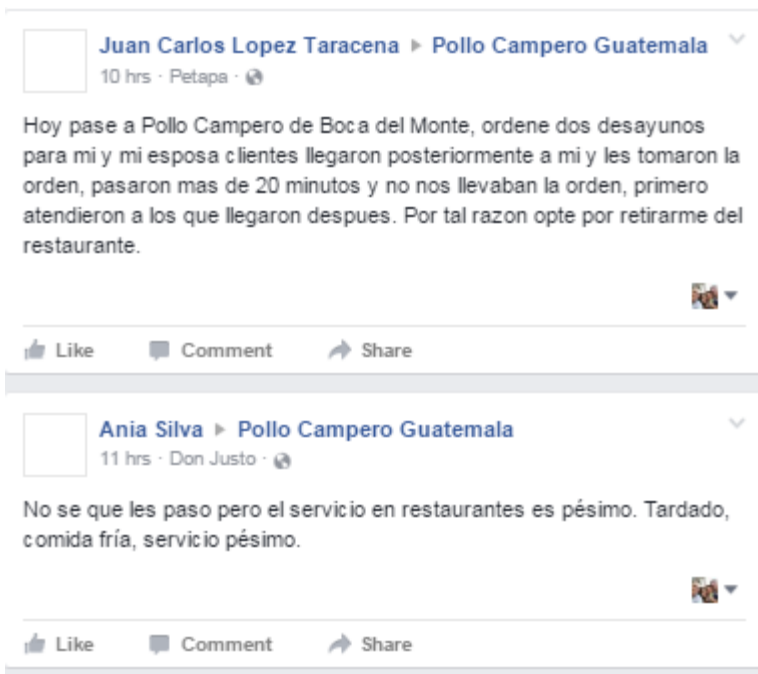 Juan Carlos Lopez Taracena ▶ Pollo Campero Guatemala
10 hrs · Petapa ·
Hoy pase a Pollo Campero de Boca del Monte, ordene dos desayunos
para mi y mi esposa clientes llegaron posteriormente a mi y les tomaron la
orden, pasaron mas de 20 minutos y no nos llevaban la orden, primero
atendieron a los que llegaron despues. Por tal razon opte por retirarme del
restaurante.
Like Comment Share
Ania Silva ▶ Pollo Campero Guatemala
11 hrs · Don Justo ·
No se que les paso pero el servicio en restaurantes es pésimo. Tardado,
comida fría, servicio pésimo.
Like Comment Share